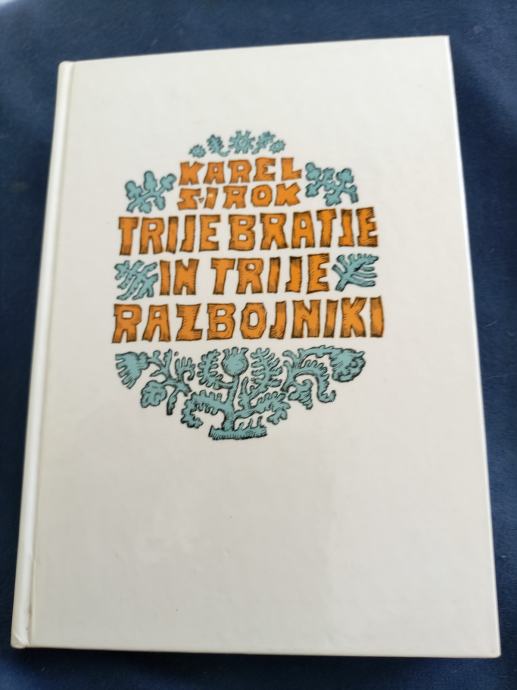 KAREL
ŠIROK
TRIJE BRATJE
IN TRIJE
RAZBOJNIKI